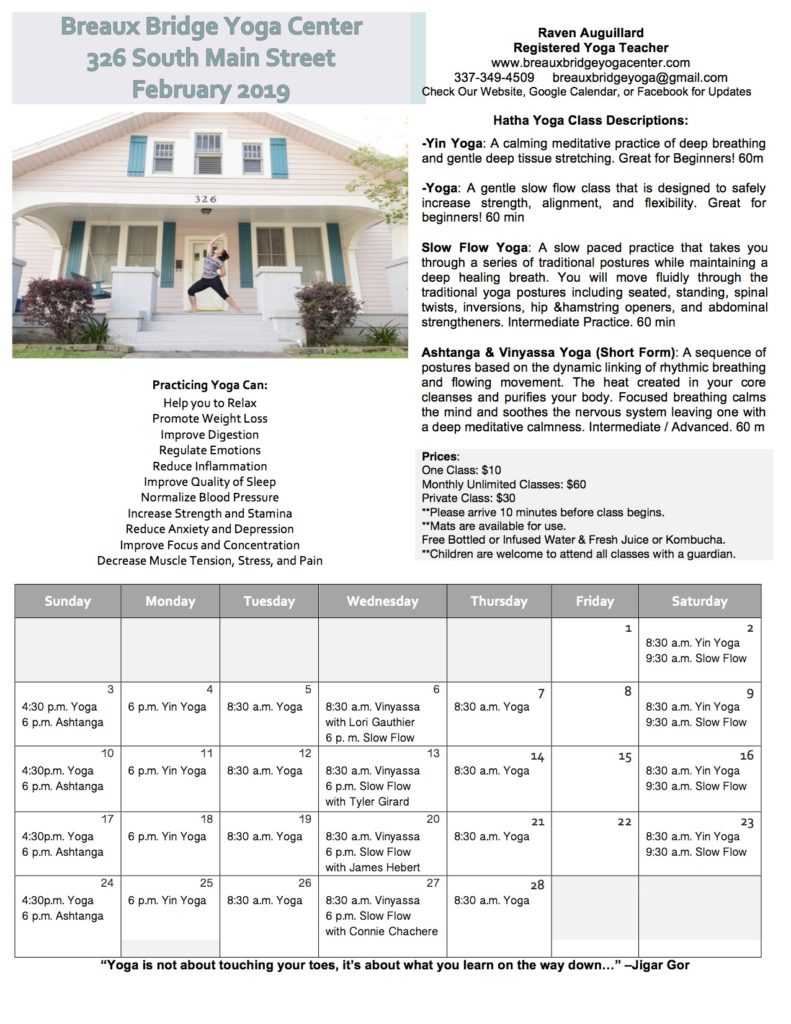 Breaux Bridge Yoga Center
326 South Main Street
February 2019
Raven Auguillard
Registered Yoga Teacher
www.breauxbridgeyogacenter.com
337-349-4509 breauxbridgeyoga@gmail.com
Check Our Website, Google Calendar, or Facebook for Updates
326
Hatha Yoga Class Descriptions:
-Yin Yoga: A calming meditative practice of deep breathing
and gentle deep tissue stretching. Great for Beginners! 60m
-Yoga: A gentle slow flow class that is designed to safely
increase strength, alignment, and flexibility. Great for
beginners! 60 min
Slow Flow Yoga: A slow paced practice that takes you
through a series of traditional postures while maintaining a
deep healing breath. You will move fluidly through the
traditional yoga postures including seated, standing, spinal
twists, inversions, hip &hamstring openers, and abdominal
strengtheners. Intermediate Practice. 60 min
Ashtanga & Vinyassa Yoga (Short Form): A sequence of
postures based on the dynamic linking of rhythmic breathing
and flowing movement. The heat created in your core
cleanses and purifies your body. Focused breathing calms
the mind and soothes the nervous system leaving one with
a deep meditative calmness. Intermediate / Advanced. 60 m
Practicing Yoga Can:
Help you to Relax
Promote Weight Loss
Improve Digestion
Regulate Emotions
Reduce Inflammation
Improve Quality of Sleep
Normalize Blood Pressure
Increase Strength and Stamina
Reduce Anxiety and Depression
Improve Focus and Concentration
Decrease Muscle Tension, Stress, and Pain
Prices:
One Class: $10
Monthly Unlimited Classes: $60
Private Class: $30
**Please arrive 10 minutes before class begins.
**Mats are available for use.
Free Bottled or Infused Water & Fresh Juice or Kombucha.
**Children are welcome to attend all classes with a guardian.
Sunday Monday Tuesday Wednesday Thursday Friday Saturday
1 2
8:30 a.m. Yin Yoga
9:30 a.m. Slow Flow
3 4 5 6 7 8 9
4:30 p.m. Yoga 6 p.m. Yin Yoga 8:30 a.m. Yoga 8:30 a.m. Vinyassa 8:30 a.m. Yoga 8:30 a.m. Yin Yoga
6 p.m. Ashtanga with Lori Gauthier 9:30 a.m. Slow Flow
6 p. m. Slow Flow
10 11 12 13 14 15 16
4:30p.m. Yoga 6 p.m. Yin Yoga 8:30 a.m. Yoga 8:30 a.m. Vinyassa 8:30 a.m. Yoga 8:30 a.m. Yin Yoga
6 p.m. Ashtanga 6 p.m. Slow Flow 9:30 a.m. Slow Flow
with Tyler Girard
17 18 19 20 21 22 23
4:30p.m. Yoga 6 p.m. Yin Yoga 8:30 a.m. Yoga 8:30 a.m. Vinyassa 8:30 a.m. Yoga 8:30 a.m. Yin Yoga
6 p.m. Ashtanga 6 p.m. Slow Flow 9:30 a.m. Slow Flow
with James Hebert
24 25 26 27 28
4:30p.m. Yoga 6 p.m. Yin Yoga 8:30 a.m. Yoga 8:30 a.m. Vinyassa 8:30 a.m. Yoga
6 p.m. Ashtanga 6 p.m. Slow Flow
with Connie Chachere
“Yoga is not about touching your toes, it’s about what you learn on the way down…” –Jigar Gor